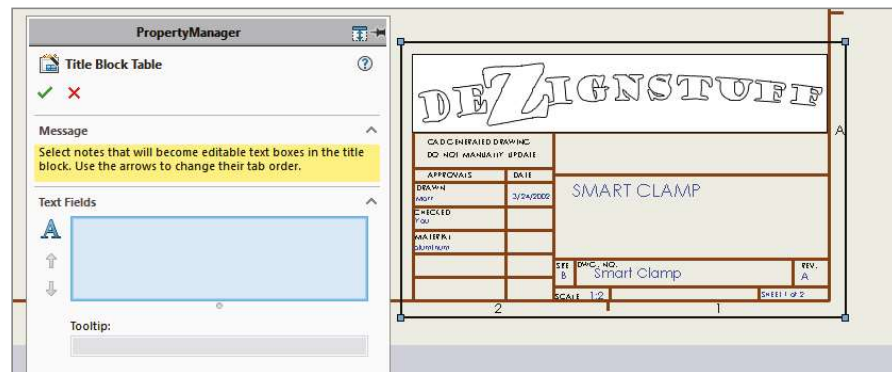 PropertyManager
Title Block Table
Message
Select notes that will become editable text boxes in the title
block. Use the arrows to change their tab order.
Text Fields
Tooltip:
DEZIGNSTUFF
A
CAD GENERATED DRAWING
DO NOT MANUALLY UPDATE
APPROVALS DATE
DRAWN
Matt 3/24/2002
CHECKED
You
MATERIAL
aluminum
SMART CLAMP
SIZE DWG. NO. REV.
B Smart Clamp A
SCALE 1:2 SHEET 1 of 2
2 1